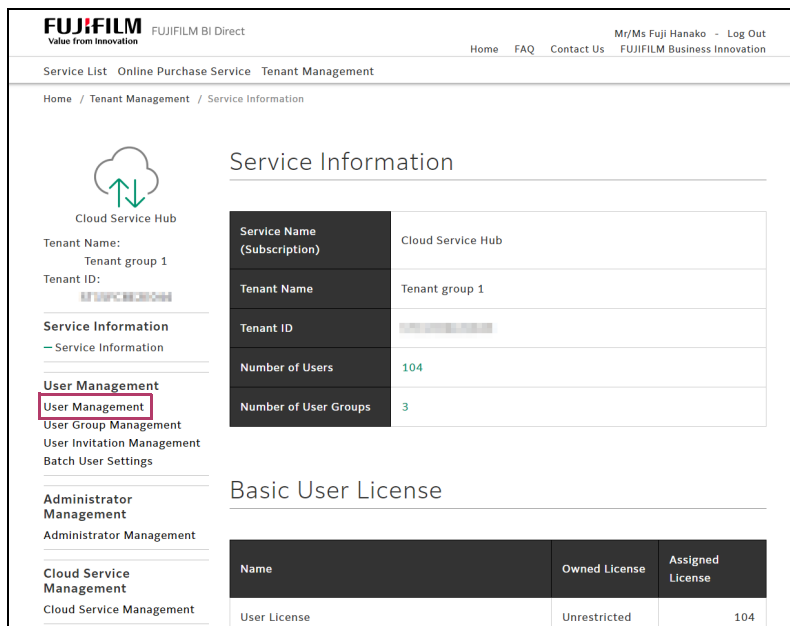 FUJIFILM
Value from Innovation
FUJIFILM BI Direct
Mr/Ms Fuji Hanako - Log Out
Home FAQ Contact Us FUJIFILM Business Innovation
Service List Online Purchase Service Tenant Management
Home / Tenant Management / Service Information
Cloud Service Hub
Tenant Name:
Tenant group 1
Tenant ID:
Service Information
— Service Information
User Management
User Management
User Group Management
User Invitation Management
Batch User Settings
Administrator
Management
Administrator Management
Cloud Service
Management
Cloud Service Management
Service Information
Service Name
(Subscription)
Cloud Service Hub
Tenant Name
Tenant group 1
Tenant ID
Number of Users
104
Number of User Groups
3
Basic User License
Name
Owned License
Assigned
License
User License
Unrestricted
104